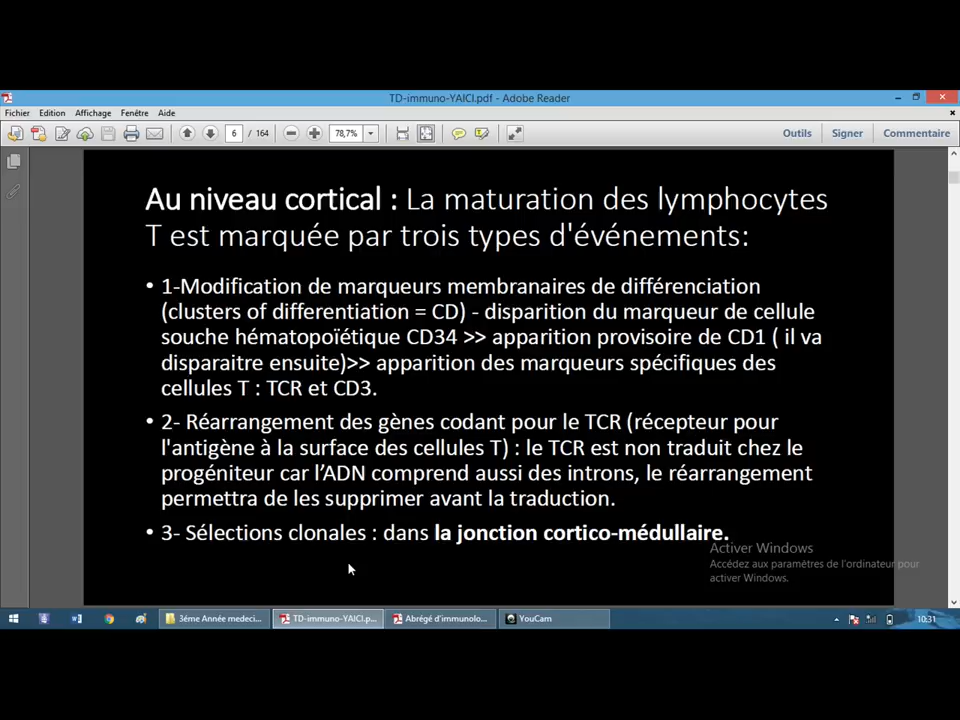 TD-immuno-YAICI.pdf - Adobe Reader
Fichier Edition Affichage Fenêtre Aide
6 / 164 78,7% Outils Signer Commentaire
Au niveau cortical : La maturation des lymphocytes
T est marquée par trois types d'événements:
• 1-Modification de marqueurs membranaires de différenciation
(clusters of differentiation = CD) - disparition du marqueur de cellule
souche hématopoïétique CD34 >> apparition provisoire de CD1 ( il va
disparaitre ensuite)>> apparition des marqueurs spécifiques des
cellules T : TCR et CD3.
• 2- Réarrangement des gènes codant pour le TCR (récepteur pour
l'antigène à la surface des cellules T) : le TCR est non traduit chez le
progéniteur car l’ADN comprend aussi des introns, le réarrangement
permettra de les supprimer avant la traduction.
• 3- Sélections clonales : dans la jonction cortico-médullaire.
Activer Windows
Accédez aux paramètres de l'ordinateur pour
activer Windows.
3éme Année medeci... TD-immuno-YAICI.p... Abrégé d'immunolo... YouCam 10:31